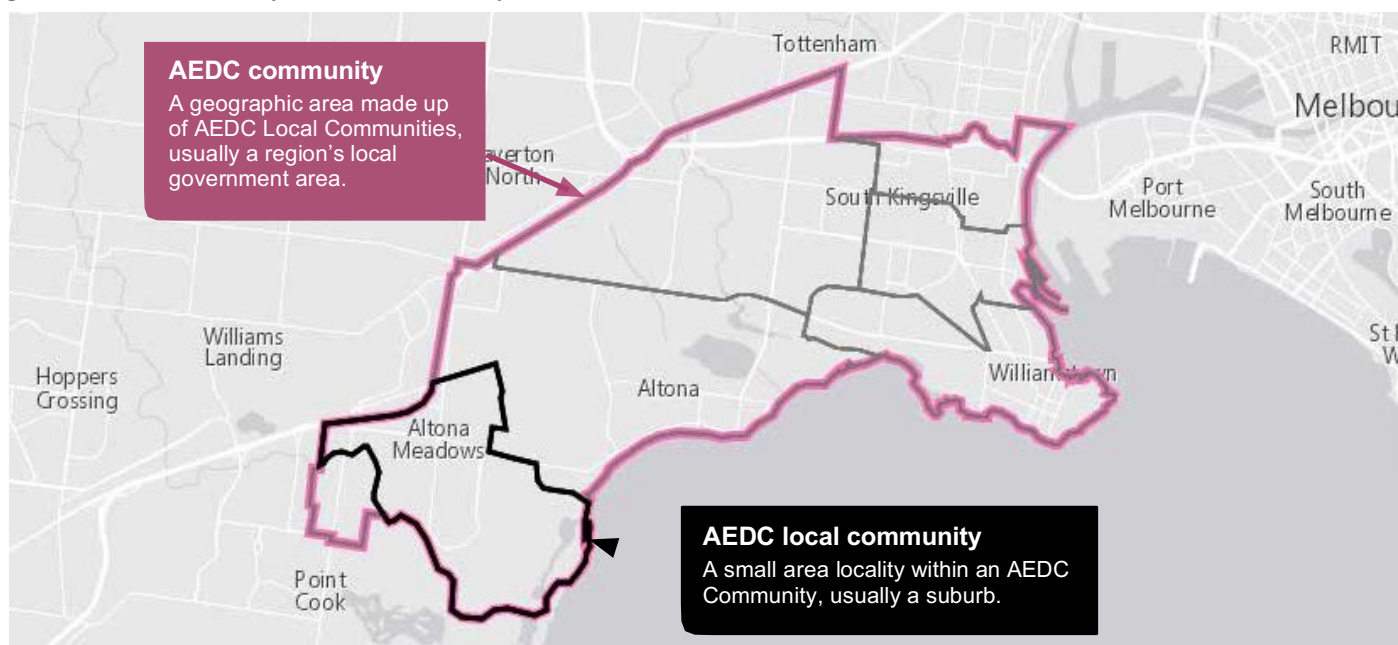 Tottenham
RMIT
AEDC community
A geographic area made up
of AEDC Local Communities,
usually a region's local
government area.
North
South Kingsville
Port
Melbourne
South
Melbourne
Williams
Landing
Hoppers
Crossing
Altona
Williamstown
Altona
Meadows
AEDC local community
A small area locality within an AEDC
Community, usually a suburb.
Point
Cook